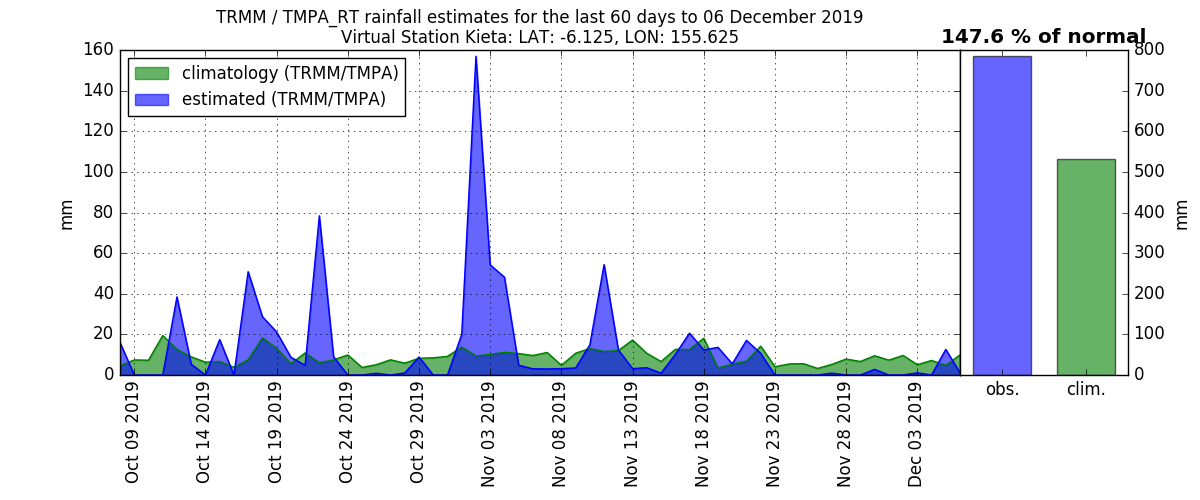 TRMM / TMPA_RT rainfall estimates for the last 60 days to 06 December 2019
Virtual Station Kieta: LAT: -6.125, LON: 155.625
147.6 % of normal
climatology (TRMM/TMPA)
estimated (TRMM/TMPA)
mm
160
140
120
100
80
60
40
20
0
Oct 09 2019
Oct 14 2019
Oct 19 2019
Oct 24 2019
Oct 29 2019
Nov 03 2019
Nov 08 2019
Nov 13 2019
Nov 18 2019
Nov 23 2019
Nov 28 2019
Dec 03 2019
obs.
clim.
800
700
600
500
400
300
200
100
0
mm